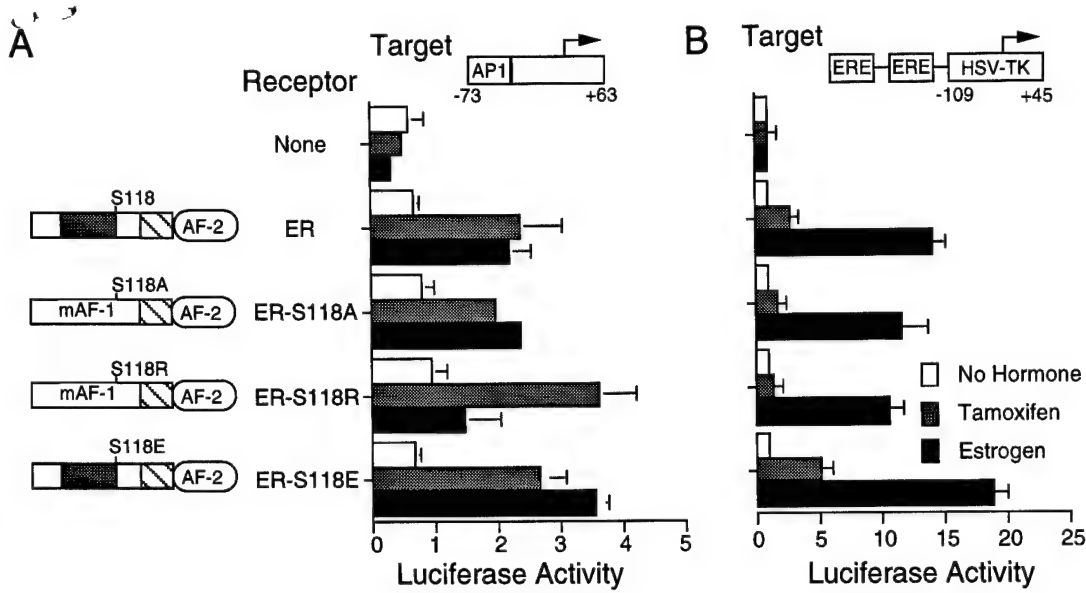 A
Target
AP1
-73
+63
Receptor
None
S118
AF-2
ER
S118A
mAF-1
AF-2
ER-S118A
S118R
mAF-1
AF-2
ER-S118R
S118E
AF-2
ER-S118E
0 1 2 3 4 5
Luciferase Activity
B
Target
ERE ERE HSV-TK
-109
+45
No Hormone
Tamoxifen
Estrogen
0 5 10 15 20 25
Luciferase Activity